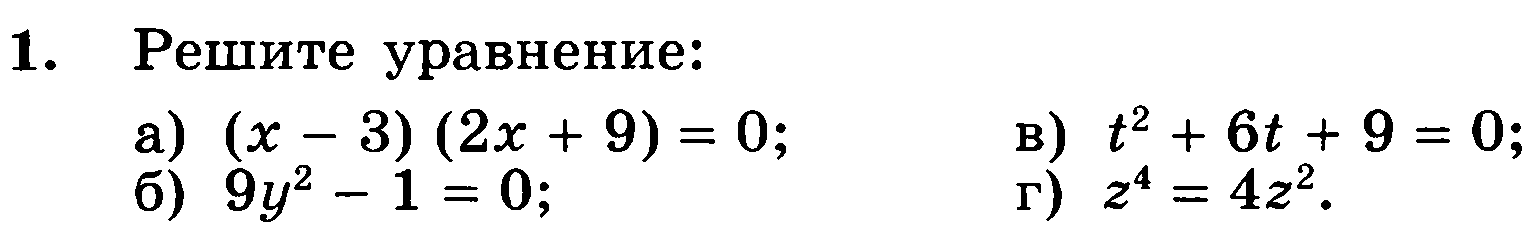 1. Решите уравнение:
а) (x − 3) (2x + 9) = 0; в) t² + 6t + 9 = 0;
б) 9y² − 1 = 0; г) z⁴ = 4z².